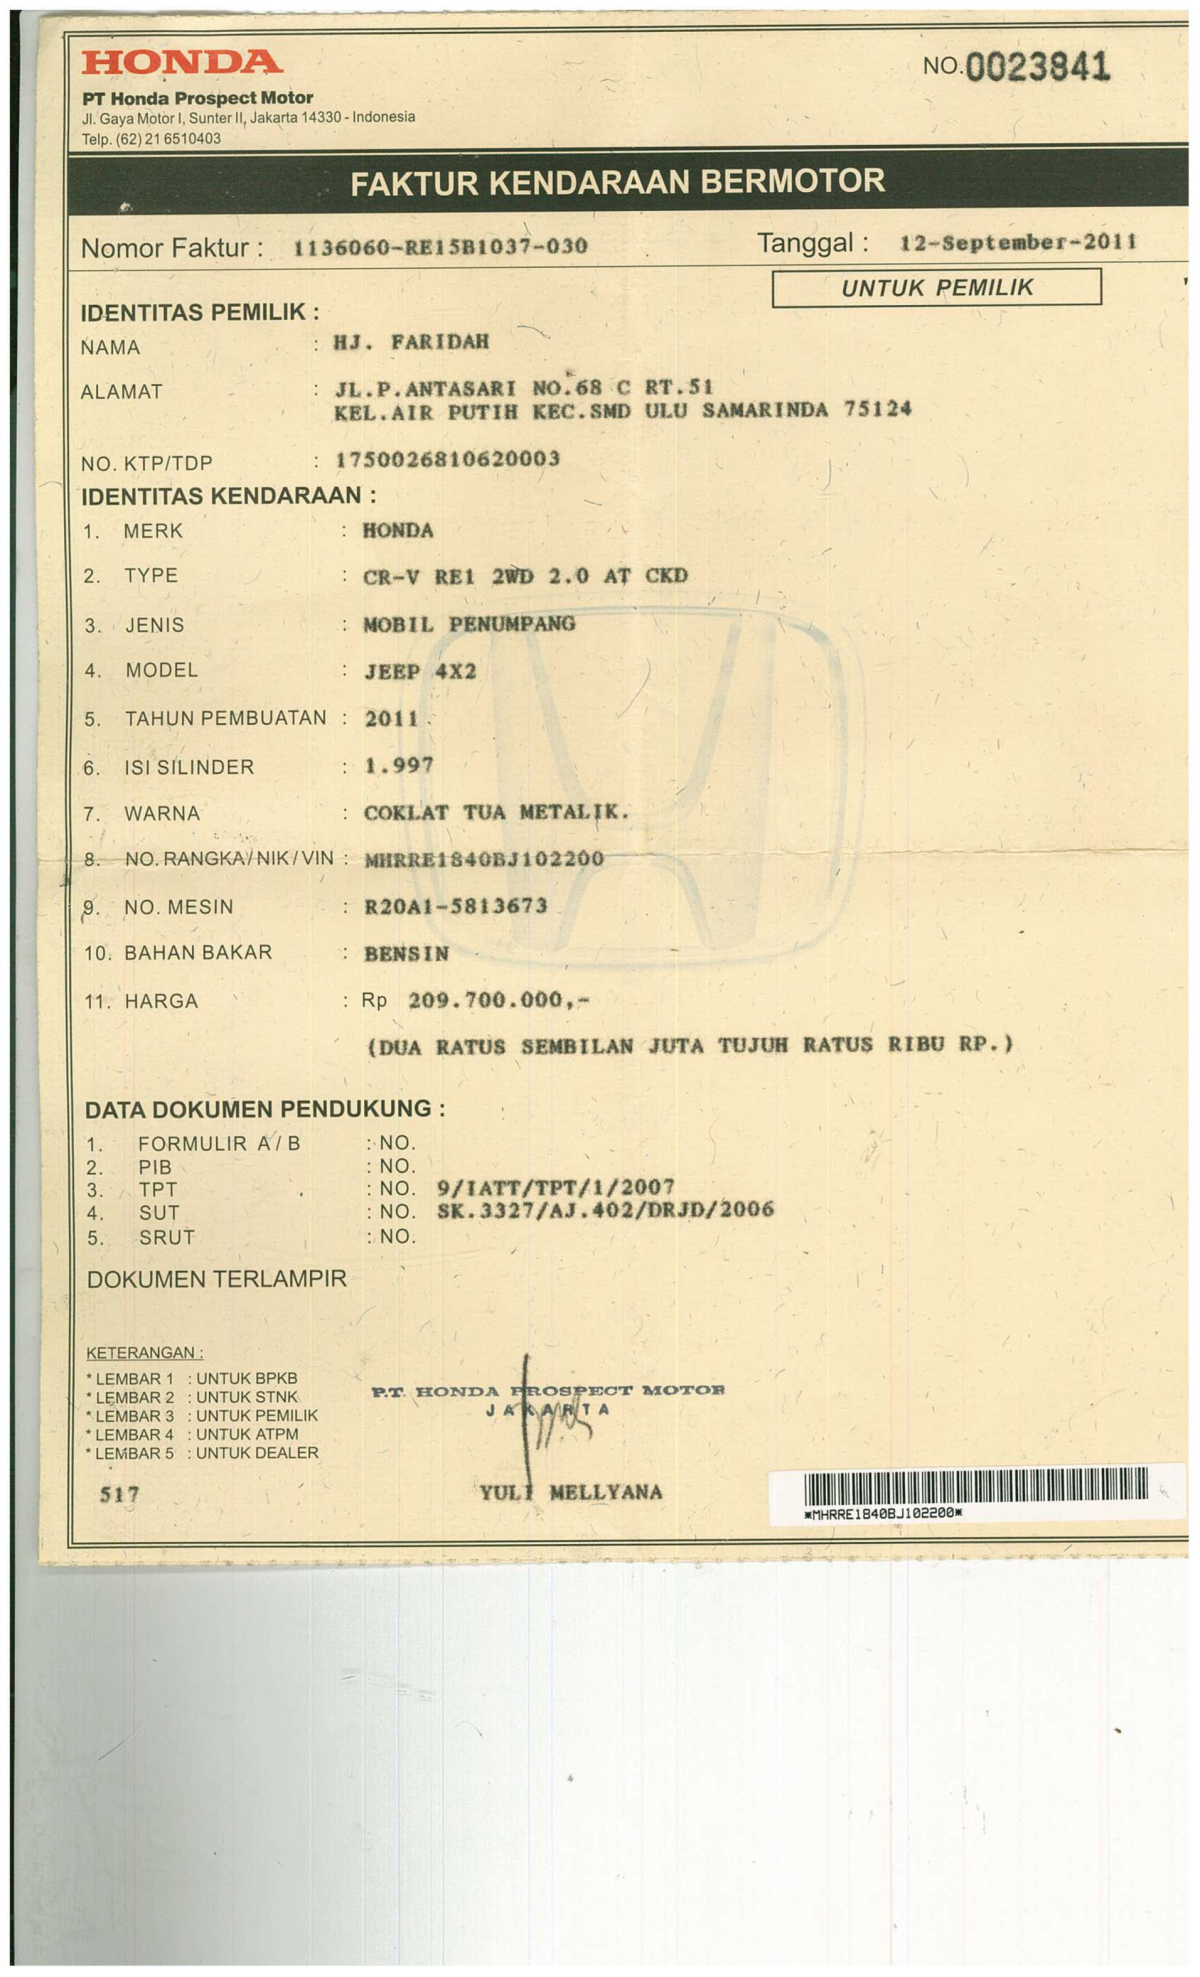 HONDA
NO. 0023841
PT Honda Prospect Motor
Jl. Gaya Motor I, Sunter II, Jakarta 14330 - Indonesia
Telp. (62) 21 6510403
FAKTUR KENDARAAN BERMOTOR
Nomor Faktur : 1136060-RE15B1037-030 Tanggal : 12-September-2011
UNTUK PEMILIK
IDENTITAS PEMILIK :
NAMA : HJ. FARIDAH
ALAMAT : JL.P.ANTASARI NO.68 C RT.51
KEL.AIR PUTIH KEC.SMD ULU SAMARINDA 75124
NO. KTP/TDP : 1750026810620003
IDENTITAS KENDARAAN :
1. MERK : HONDA
2. TYPE : CR-V RE1 2WD 2.0 AT CKD
3. JENIS : MOBIL PENUMPANG
4. MODEL : JEEP 4X2
5. TAHUN PEMBUATAN : 2011
6. ISI SILINDER : 1.997
7. WARNA : COKLAT TUA METALIK.
8. NO. RANGKA/NIK/VIN : MHRRE1840BJ102200
9. NO. MESIN : R20A1-5813673
10. BAHAN BAKAR : BENSIN
11. HARGA : Rp 209.700.000,-
(DUA RATUS SEMBILAN JUTA TUJUH RATUS RIBU RP.)
DATA DOKUMEN PENDUKUNG :
1. FORMULIR A / B : NO.
2. PIB : NO.
3. TPT : NO. 9/IATT/TPT/1/2007
4. SUT : NO. SK.3327/AJ.402/DRJD/2006
5. SRUT : NO.
DOKUMEN TERLAMPIR
KETERANGAN :
* LEMBAR 1 : UNTUK BPKB
* LEMBAR 2 : UNTUK STNK
* LEMBAR 3 : UNTUK PEMILIK
* LEMBAR 4 : UNTUK ATPM
* LEMBAR 5 : UNTUK DEALER
P.T. HONDA PROSPECT MOTOR
JAKARTA
517 YULI MELLYANA
*MHRRE1840BJ102200*